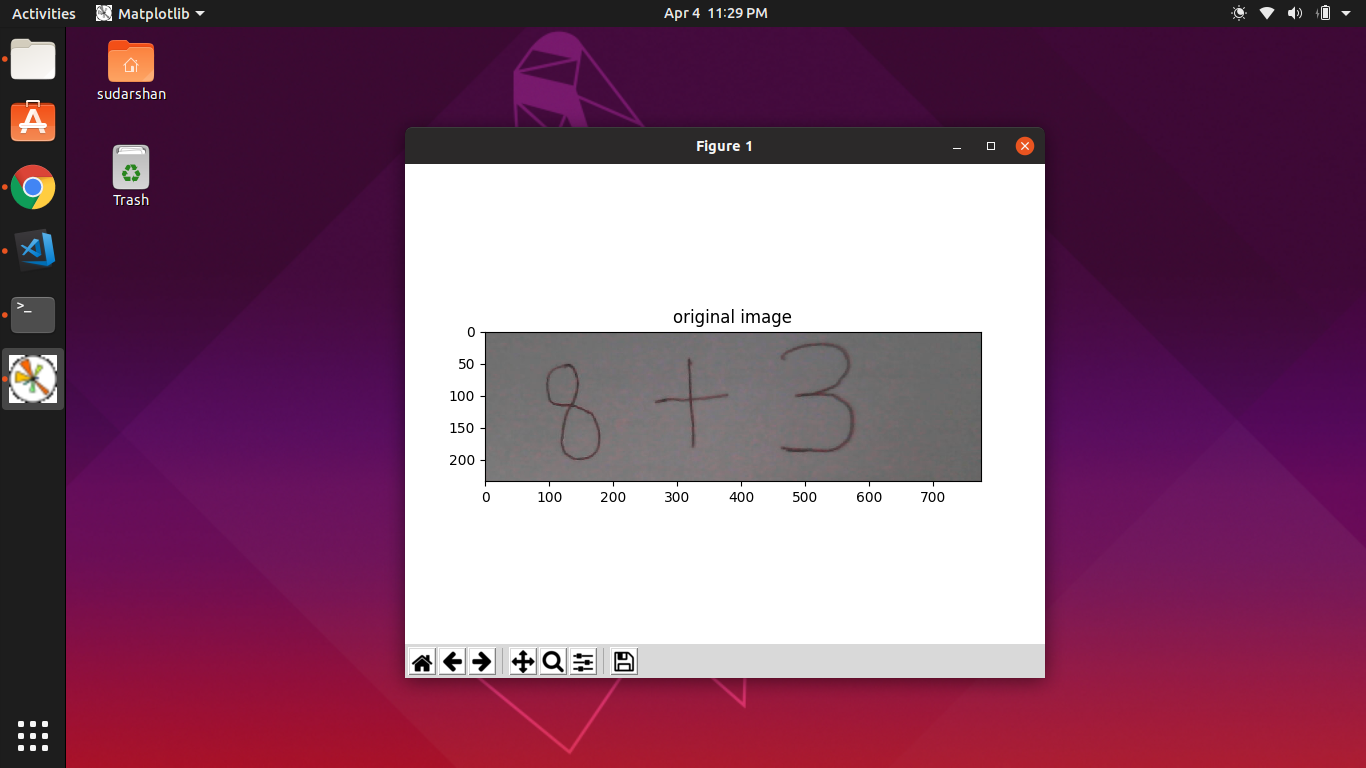 Activities Matplotlib Apr 4 11:29 PM
sudarshan
Trash
Figure 1
original image
8 + 3
0
50
100
150
200
0 100 200 300 400 500 600 700
>_